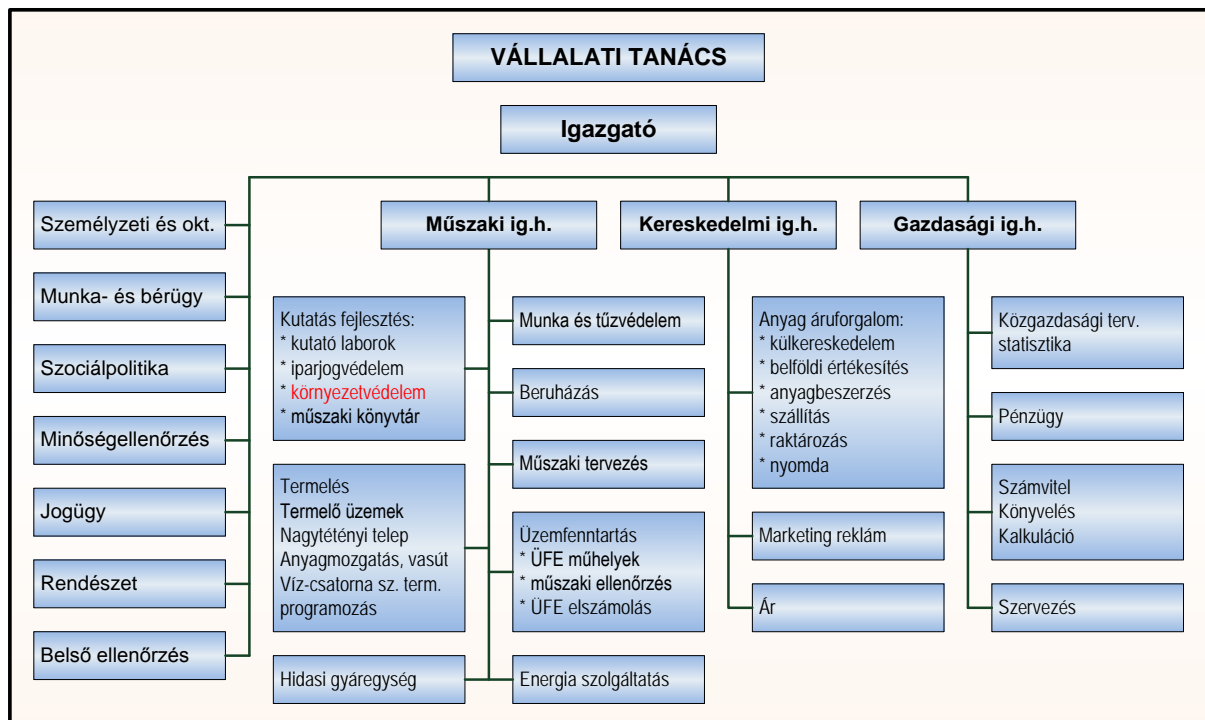 VÁLLALATI TANÁCS
Igazgató
Személyzeti és okt.
Munka- és bérügy
Szociálpolitika
Minőségellenőrzés
Jogügy
Rendészet
Belső ellenőrzés
Műszaki ig.h.
Kutatás fejlesztés:
* kutató laborok
* iparjogvédelem
* környezetvédelem
* műszaki könyvtár
Termelés
Termelő üzemek
Nagytétényi telep
Anyagmozgatás, vasút
Víz-csatorna sz. term.
programozás
Hidasi gyáregység
Munka és tűzvédelem
Beruházás
Műszaki tervezés
Üzemfenntartás
* ÜFE műhelyek
* műszaki ellenőrzés
* ÜFE elszámolás
Energia szolgáltatás
Kereskedelmi ig.h.
Anyag áruforgalom:
* külkereskedelem
* belföldi értékesítés
* anyagbeszerzés
* szállítás
* raktározás
* nyomda
Marketing reklám
Ár
Gazdasági ig.h.
Közgazdasági terv.
statisztika
Pénzügy
Számvitel
Könyvelés
Kalkuláció
Szervezés